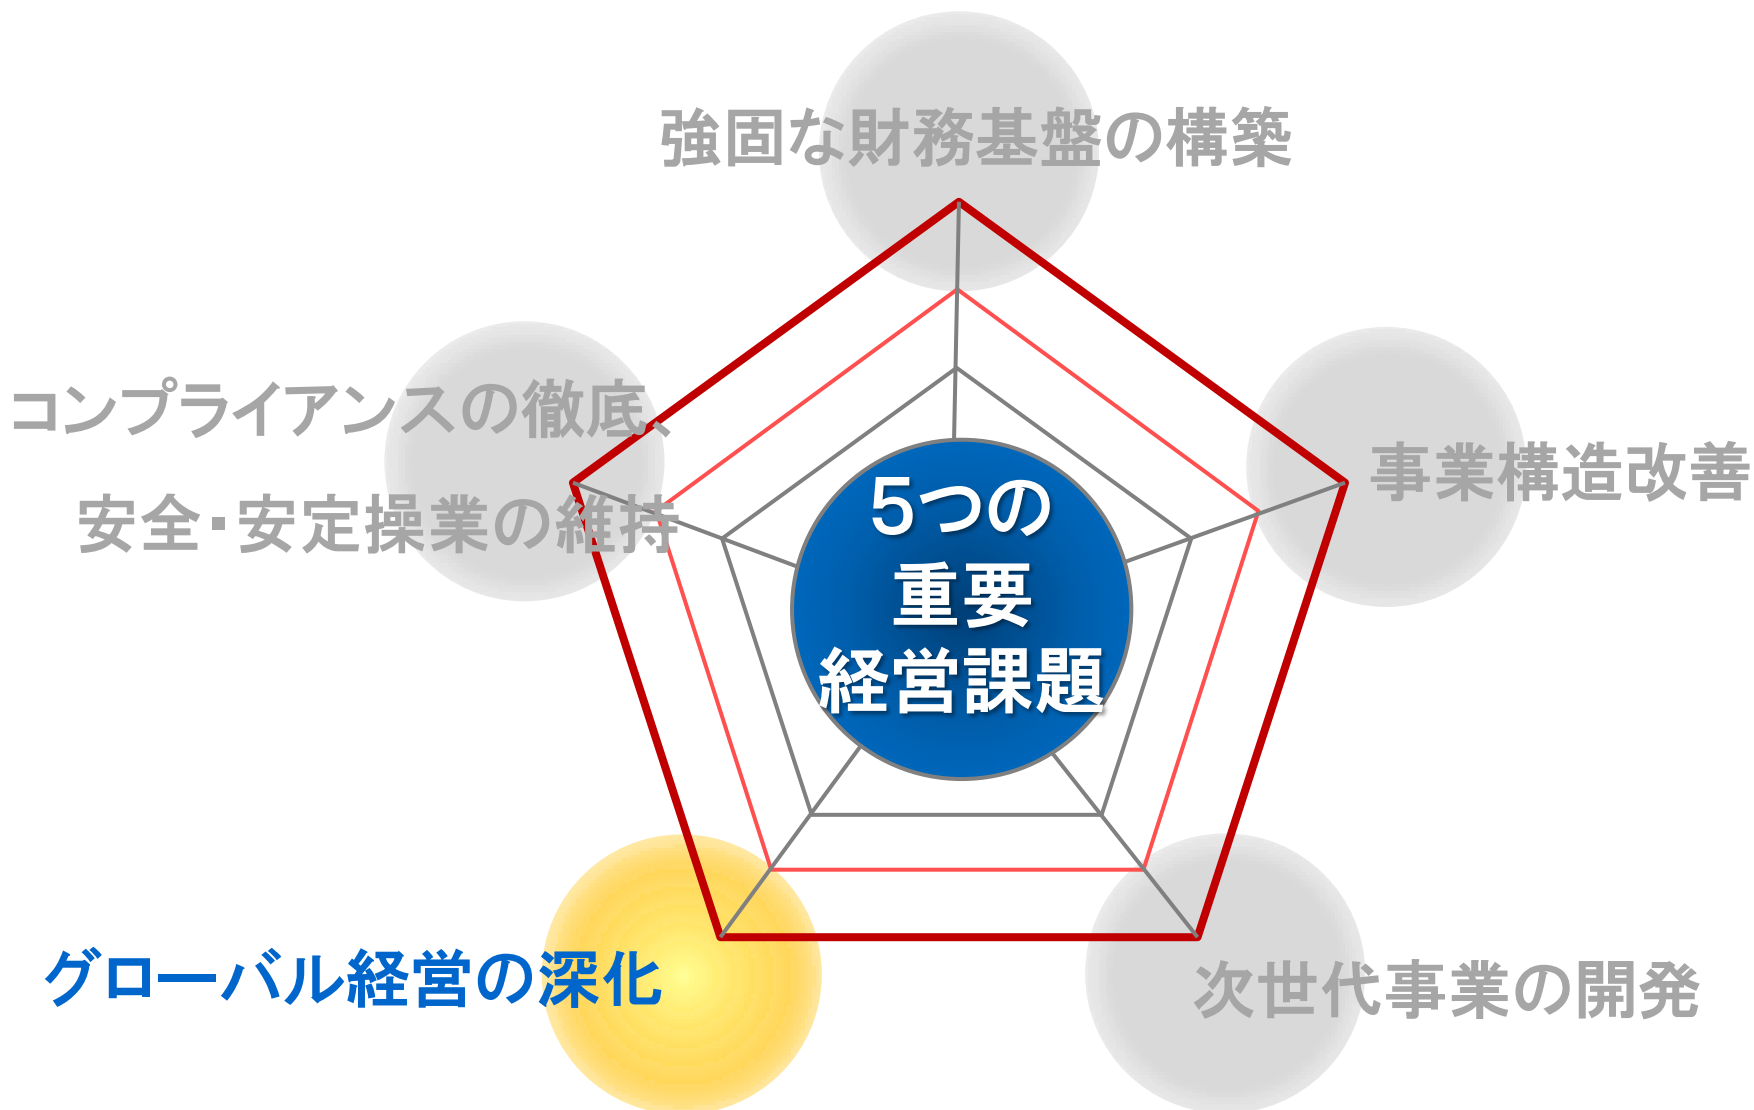 強固な財務基盤の構築
コンプライアンスの徹底、
安全・安定操業の維持
事業構造改善
5つの
重要
経営課題
グローバル経営の深化
次世代事業の開発